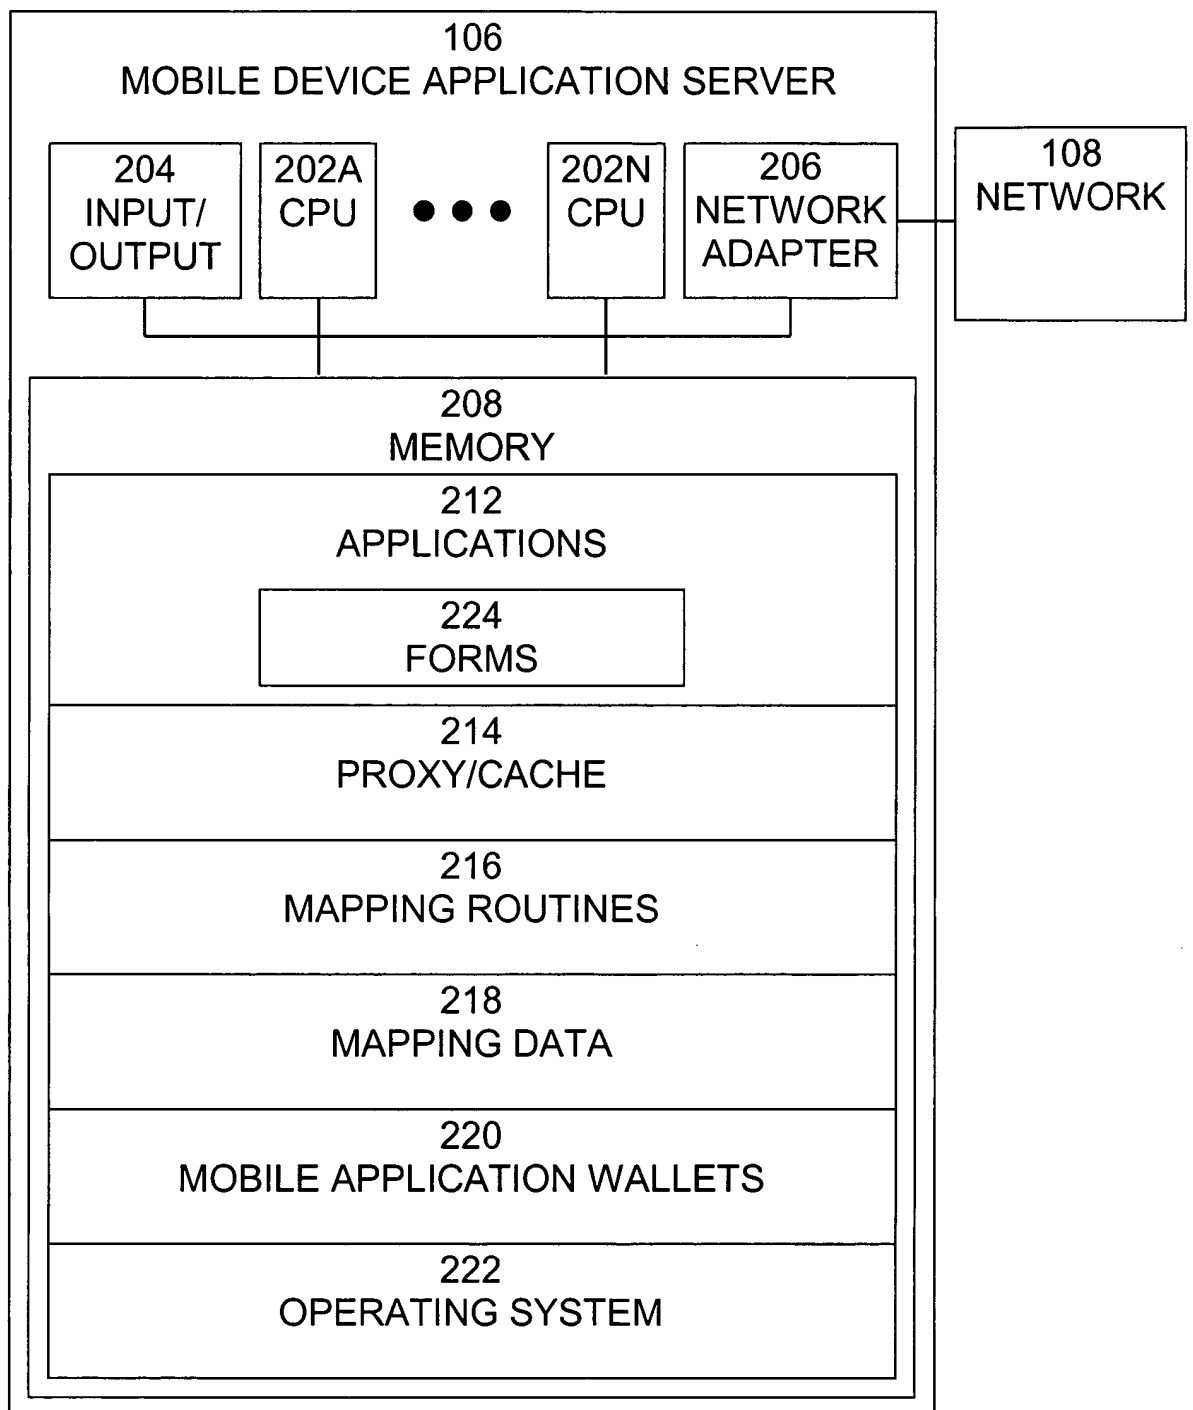 106
MOBILE DEVICE APPLICATION SERVER
204
INPUT/
OUTPUT
202A
CPU
202N
CPU
206
NETWORK
ADAPTER
108
NETWORK
208
MEMORY
212
APPLICATIONS
224
FORMS
214
PROXY/CACHE
216
MAPPING ROUTINES
218
MAPPING DATA
220
MOBILE APPLICATION WALLETS
222
OPERATING SYSTEM